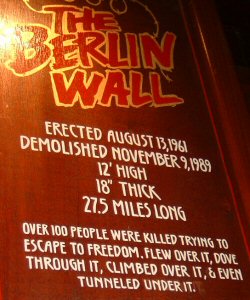 THE
BERLIN
WALL
ERECTED AUGUST 13, 1961
DEMOLISHED NOVEMBER 9, 1989
12' HIGH
18" THICK
27.5 MILES LONG
OVER 100 PEOPLE WERE KILLED TRYING TO
ESCAPE TO FREEDOM. FLEW OVER IT, DOVE
THROUGH IT, CLIMBED OVER IT, & EVEN
TUNNELED UNDER IT.